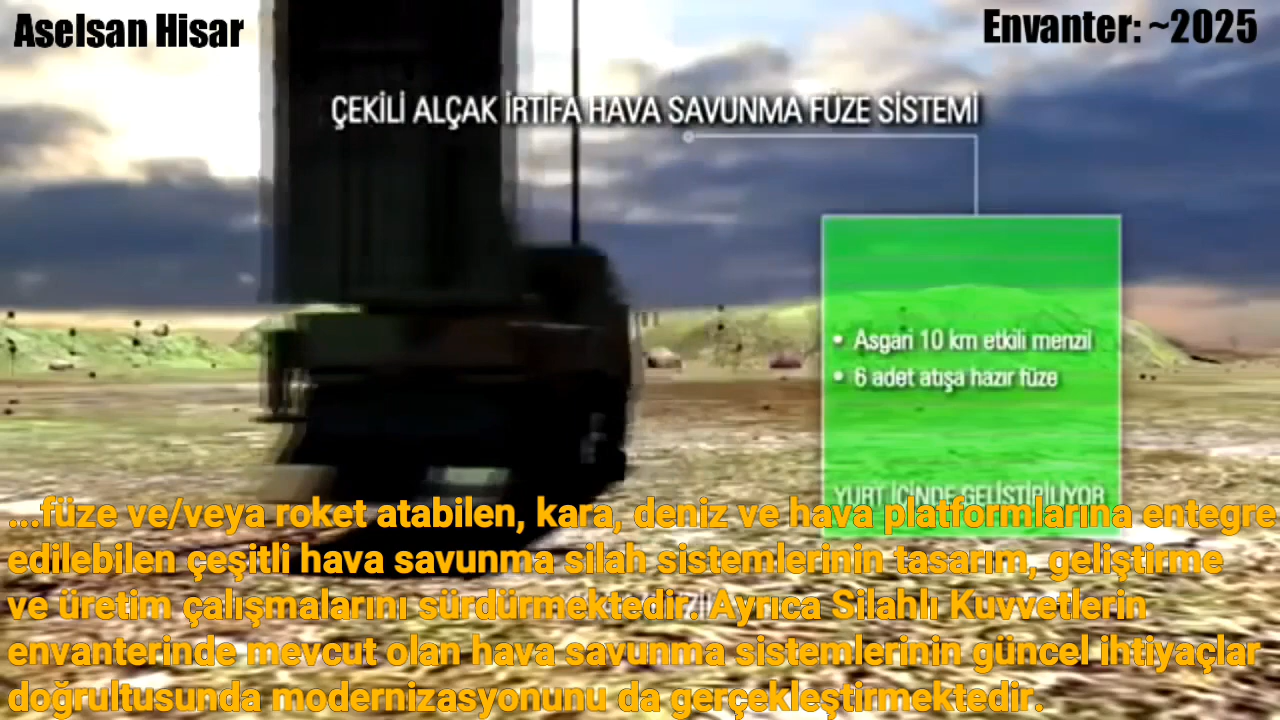 Aselsan Hisar
Envanter: ~2025
ÇEKİLİ ALÇAK İRTİFA HAVA SAVUNMA FÜZE SİSTEMİ
• Asgari 10 km etkili menzil
• 6 adet atışa hazır füze
YURT İÇİNDE GELİŞTİRİLİYOR
...füze ve/veya roket atabilen, kara, deniz ve hava platformlarına entegre
edilebilen çeşitli hava savunma silah sistemlerinin tasarım, geliştirme
ve üretim çalışmalarını sürdürmektedir. Ayrıca Silahlı Kuvvetlerin
envanterinde mevcut olan hava savunma sistemlerinin güncel ihtiyaçlar
doğrultusunda modernizasyonunu da gerçekleştirmektedir.